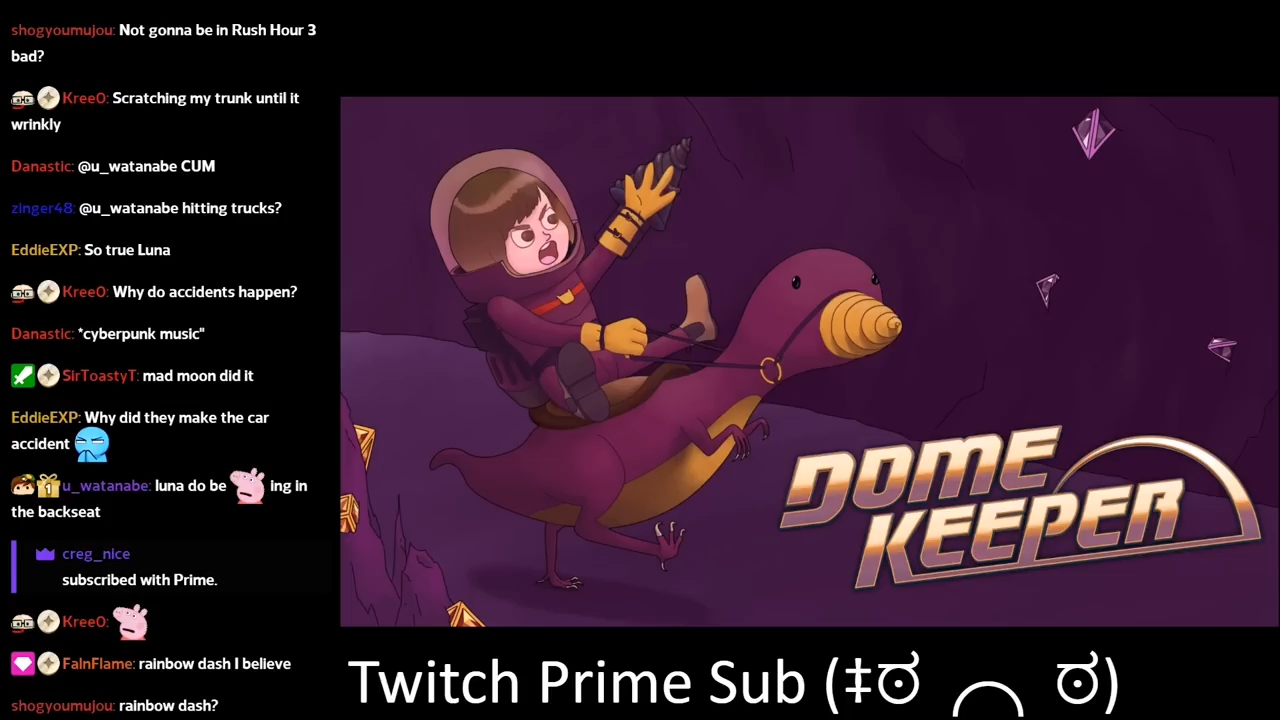 shogyoumujou: Not gonna be in Rush Hour 3
bad?
KreeO: Scratching my trunk until it
wrinkly
Danastic: @u_watanabe CUM
zinger48: @u_watanabe hitting trucks?
EddieEXP: So true Luna
KreeO: Why do accidents happen?
Danastic: *cyberpunk music"
SirToastyT: mad moon did it
EddieEXP: Why did they make the car
accident
1 u_watanabe: luna do be ing in
the backseat
creg_nIce
subscribed with Prime.
KreeO:
FalnFlame: rainbow dash I believe
shogyoumujou: rainbow dash?
DOME
KEEPER
Twitch Prime Sub (‡ಠ ͟ ͜ ಠ)